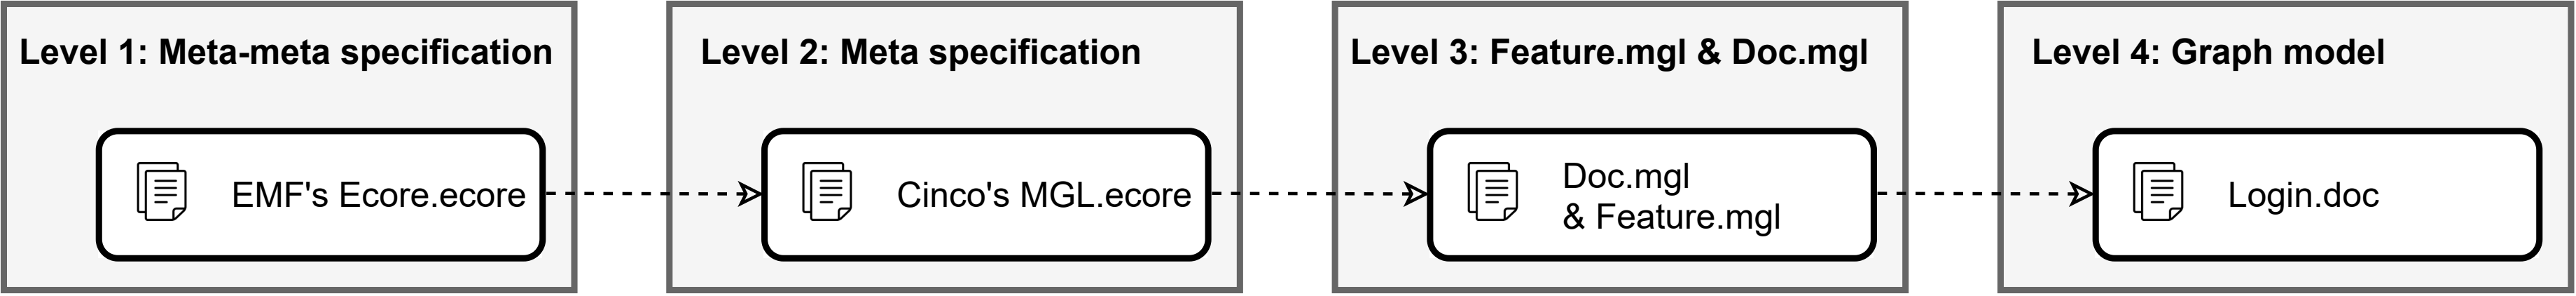 Level 1: Meta-meta specification
EMF's Ecore.ecore
Level 2: Meta specification
Cinco's MGL.ecore
Level 3: Feature.mgl & Doc.mgl
Doc.mgl
& Feature.mgl
Level 4: Graph model
Login.doc